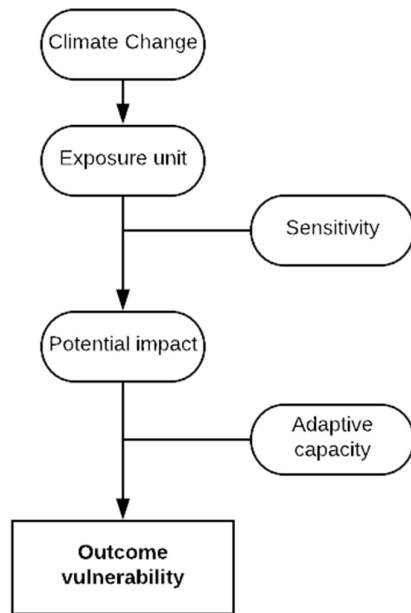 Climate Change
Exposure unit
Sensitivity
Potential impact
Adaptive
capacity
Outcome
vulnerability